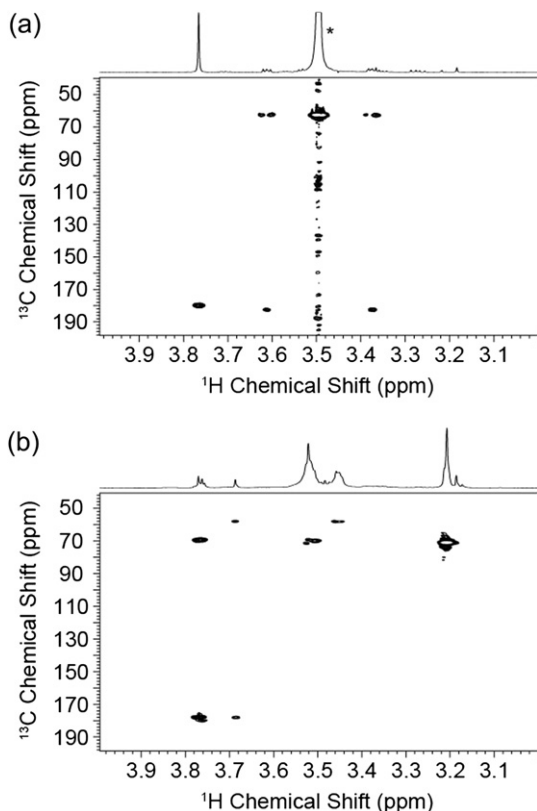 (a)
*
50
70
90
110
130
150
170
190
¹³C Chemical Shift (ppm)
3.9 3.8 3.7 3.6 3.5 3.4 3.3 3.2 3.1
¹H Chemical Shift (ppm)
(b)
50
70
90
110
130
150
170
190
¹³C Chemical Shift (ppm)
3.9 3.8 3.7 3.6 3.5 3.4 3.3 3.2 3.1
¹H Chemical Shift (ppm)